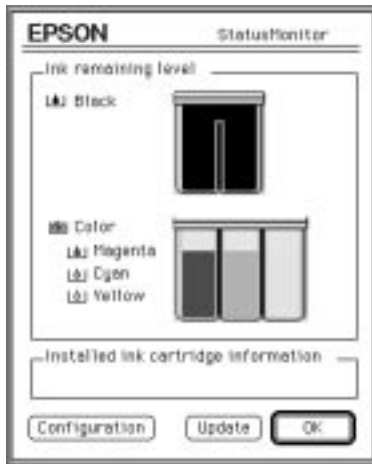 EPSON StatusMonitor
Ink remaining level
Black
Color
Magenta
Cyan
Yellow
Installed ink cartridge information
Configuration Update OK